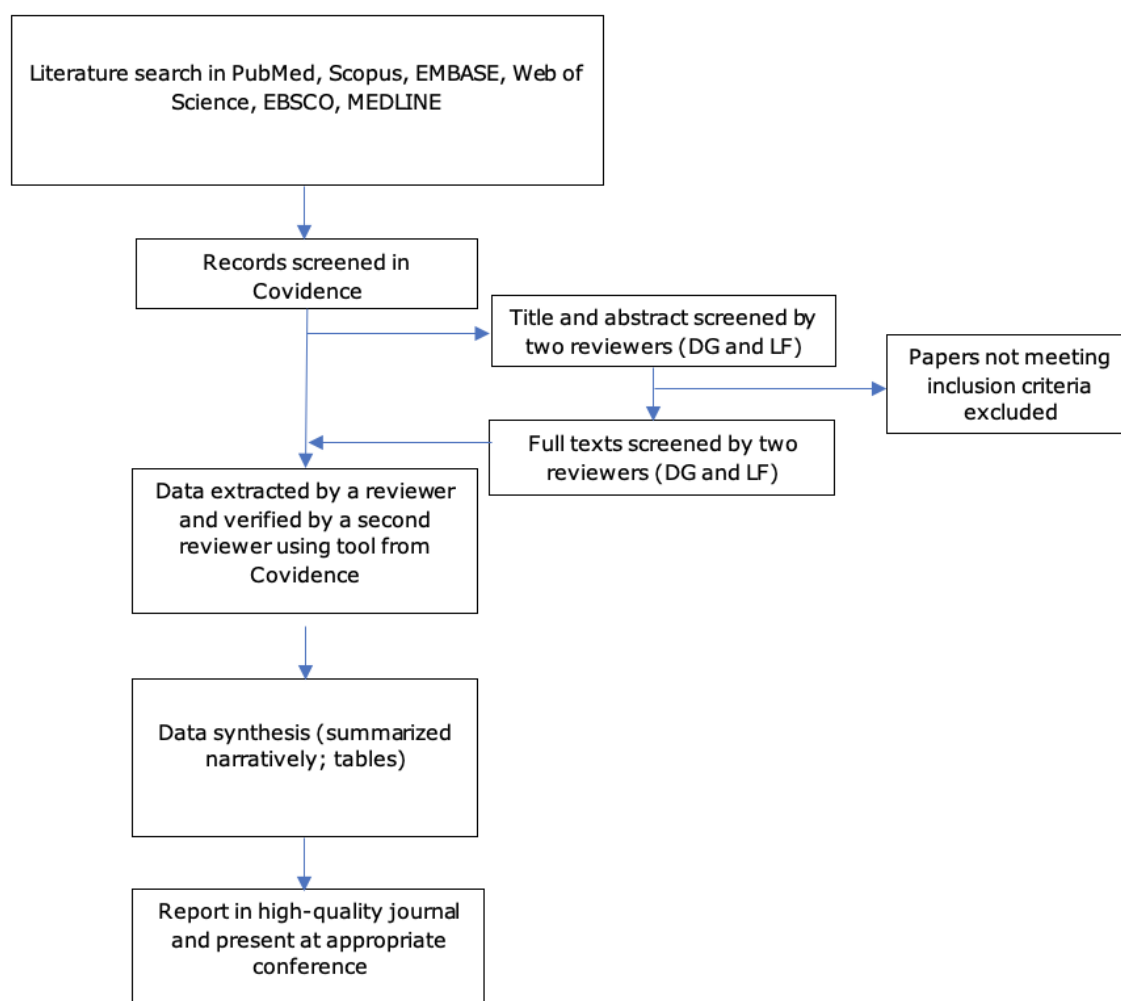 Literature search in PubMed, Scopus, EMBASE, Web of
Science, EBSCO, MEDLINE
Records screened in
Covidence
Title and abstract screened by
two reviewers (DG and LF)
Papers not meeting
inclusion criteria
excluded
Full texts screened by two
reviewers (DG and LF)
Data extracted by a reviewer
and verified by a second
reviewer using tool from
Covidence
Data synthesis (summarized
narratively; tables)
Report in high-quality journal
and present at appropriate
conference